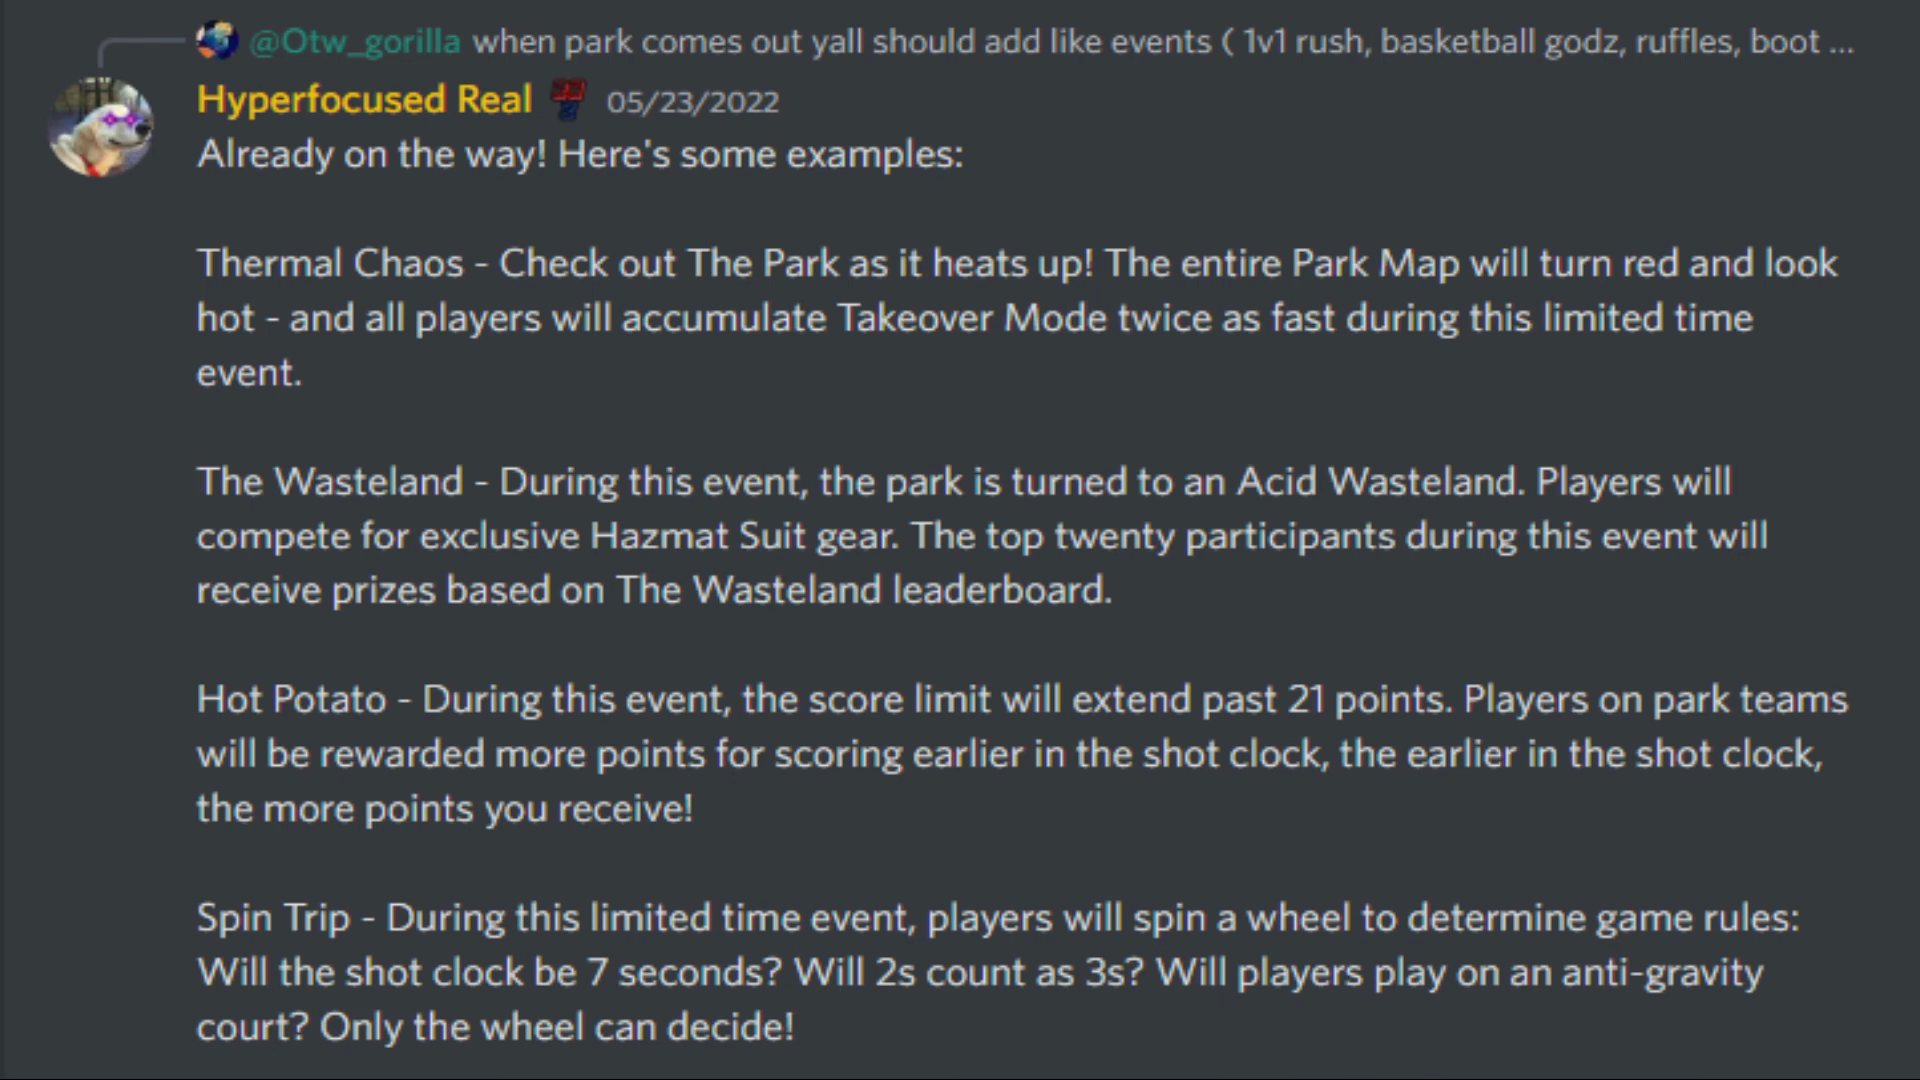 @Otw_gorilla when park comes out yall should add like events ( 1v1 rush, basketball godz, ruffles, boot ...
Hyperfocused Real 05/23/2022
Already on the way! Here's some examples:
Thermal Chaos - Check out The Park as it heats up! The entire Park Map will turn red and look
hot - and all players will accumulate Takeover Mode twice as fast during this limited time
event.
The Wasteland - During this event, the park is turned to an Acid Wasteland. Players will
compete for exclusive Hazmat Suit gear. The top twenty participants during this event will
receive prizes based on The Wasteland leaderboard.
Hot Potato - During this event, the score limit will extend past 21 points. Players on park teams
will be rewarded more points for scoring earlier in the shot clock, the earlier in the shot clock,
the more points you receive!
Spin Trip - During this limited time event, players will spin a wheel to determine game rules:
Will the shot clock be 7 seconds? Will 2s count as 3s? Will players play on an anti-gravity
court? Only the wheel can decide!